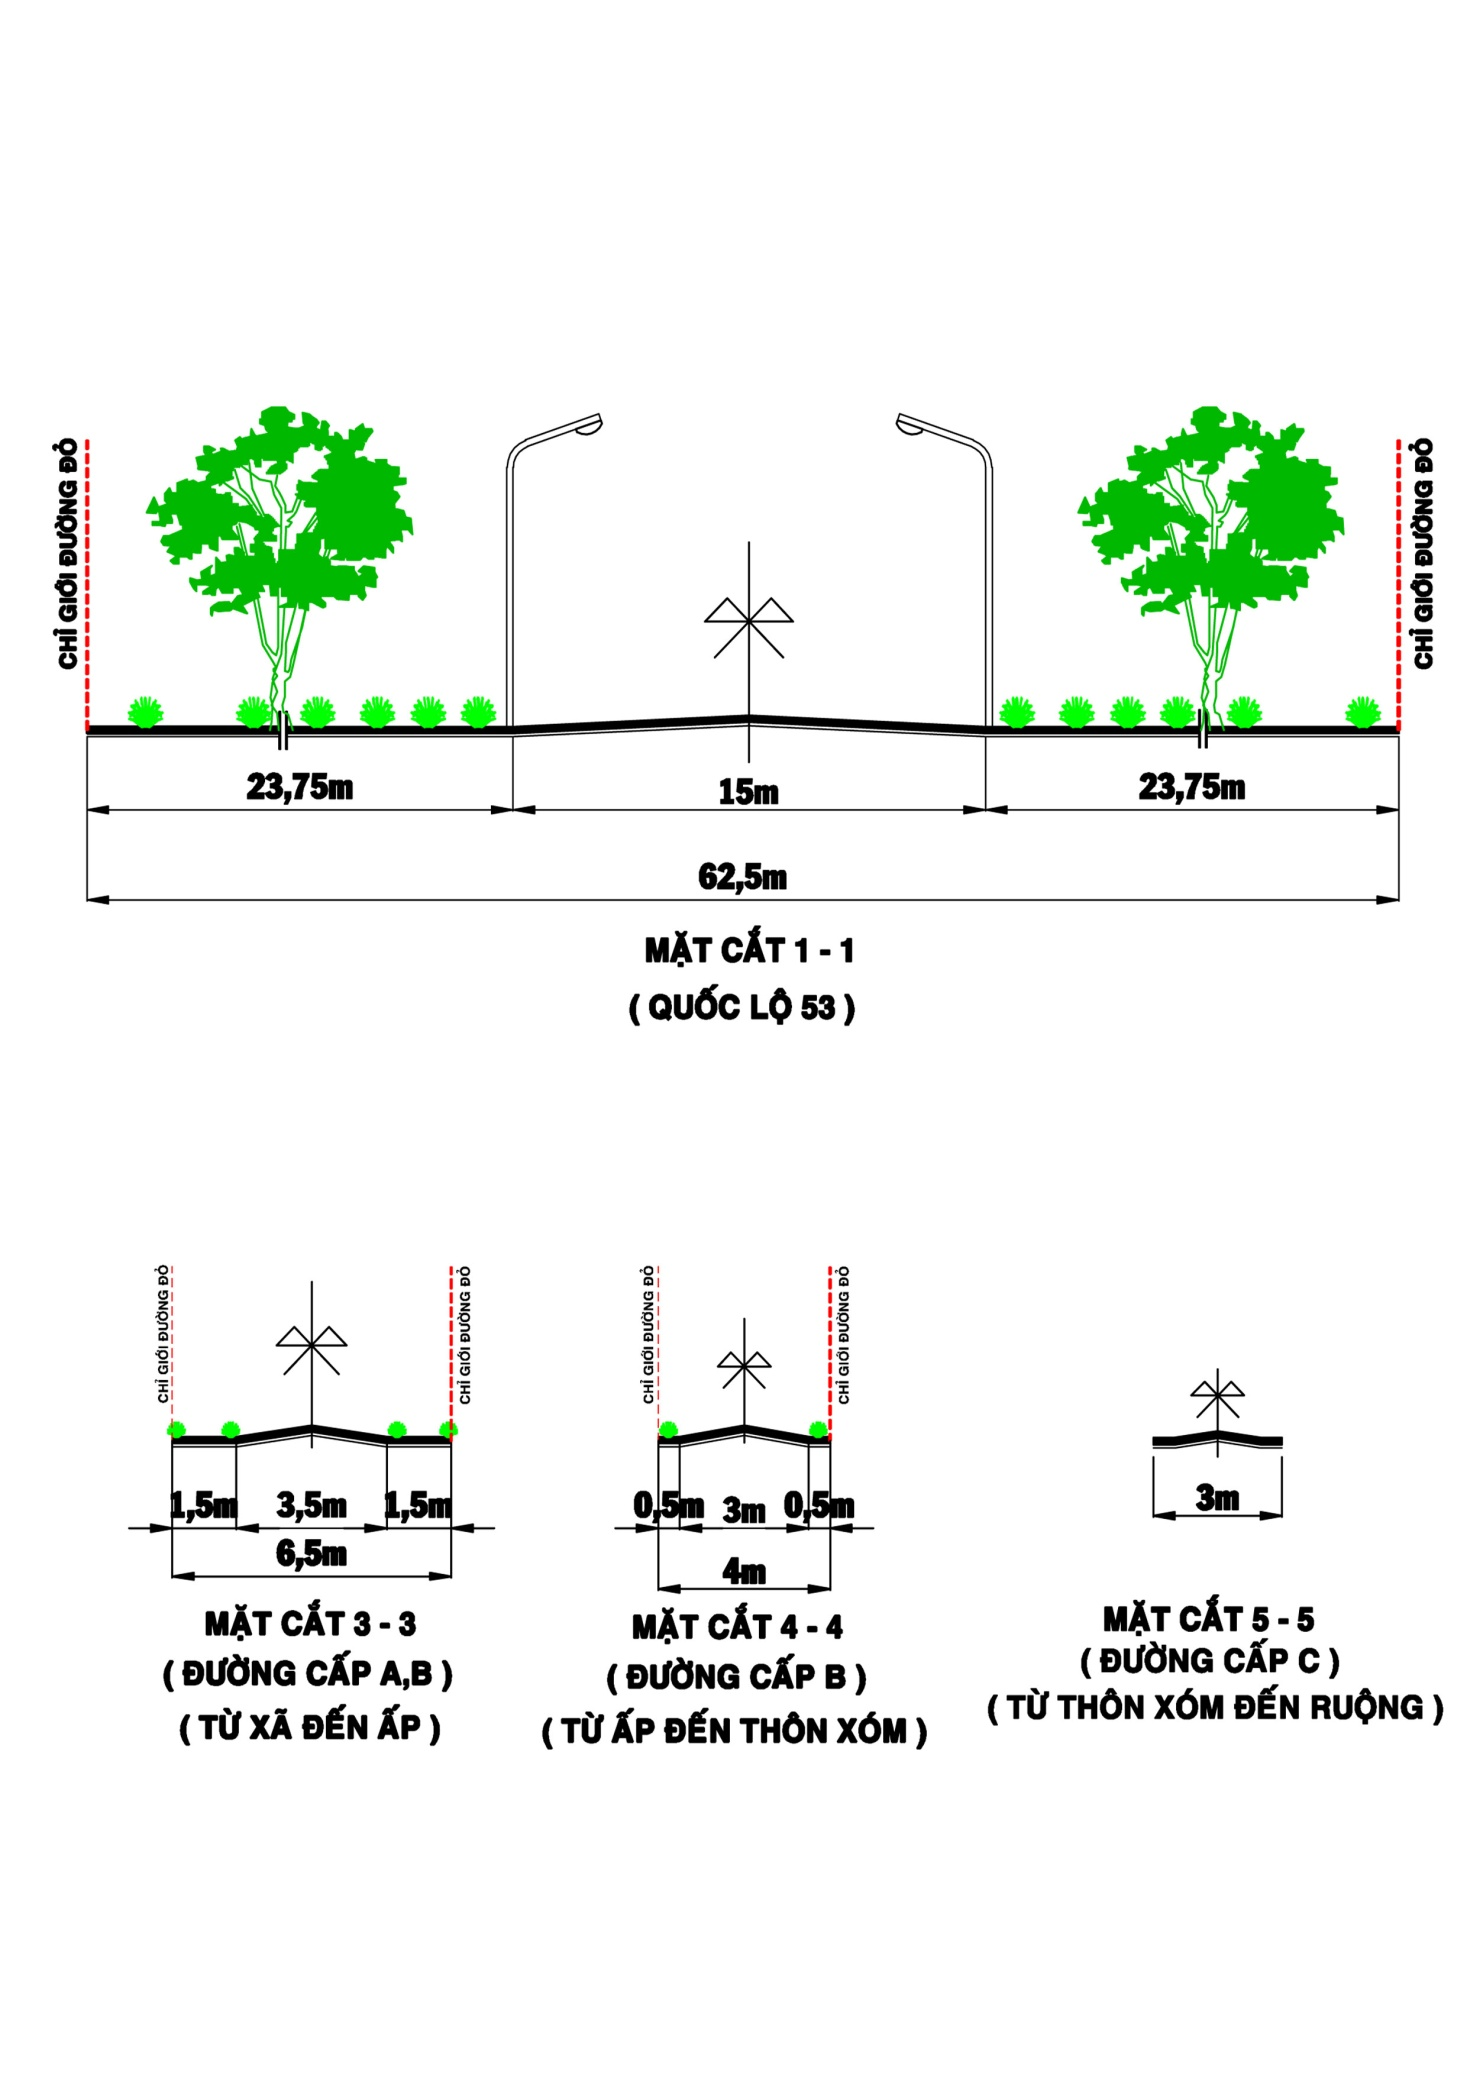 CHỈ GIỚI ĐƯỜNG ĐỎ
CHỈ GIỚI ĐƯỜNG ĐỎ
23,75m
15m
23,75m
62,5m
MẶT CẮT 1 - 1
( QUỐC LỘ 53 )
CHỈ GIỚI ĐƯỜNG ĐỎ
CHỈ GIỚI ĐƯỜNG ĐỎ
1,5m
3,5m
1,5m
6,5m
MẶT CẮT 3 - 3
( ĐƯỜNG CẤP A,B )
( TỪ XÃ ĐẾN ẤP )
CHỈ GIỚI ĐƯỜNG ĐỎ
CHỈ GIỚI ĐƯỜNG ĐỎ
0,5m
3m
0,5m
4m
MẶT CẮT 4 - 4
( ĐƯỜNG CẤP B )
( TỪ ẤP ĐẾN THÔN XÓM )
3m
MẶT CẮT 5 - 5
( ĐƯỜNG CẤP C )
( TỪ THÔN XÓM ĐẾN RUỘNG )